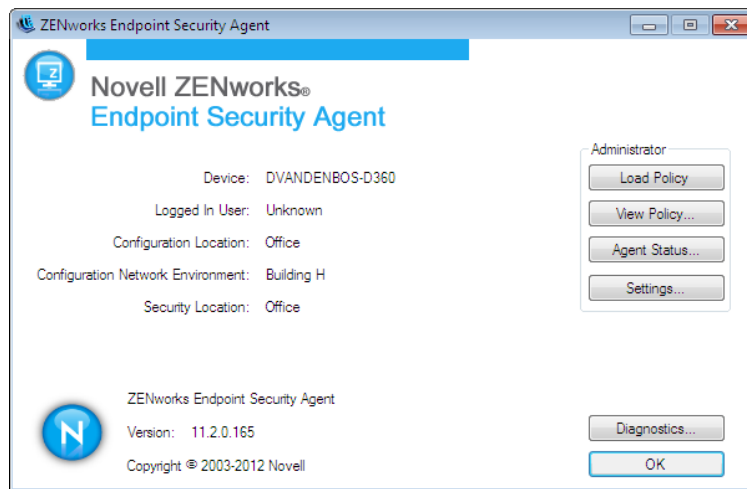 ZENworks Endpoint Security Agent
Novell ZENworks®
Endpoint Security Agent
Device: DVANDENBOS-D360
Logged In User: Unknown
Configuration Location: Office
Configuration Network Environment: Building H
Security Location: Office
Administrator
Load Policy
View Policy...
Agent Status...
Settings...
ZENworks Endpoint Security Agent
Version: 11.2.0.165
Copyright © 2003-2012 Novell
Diagnostics...
OK
Z
N